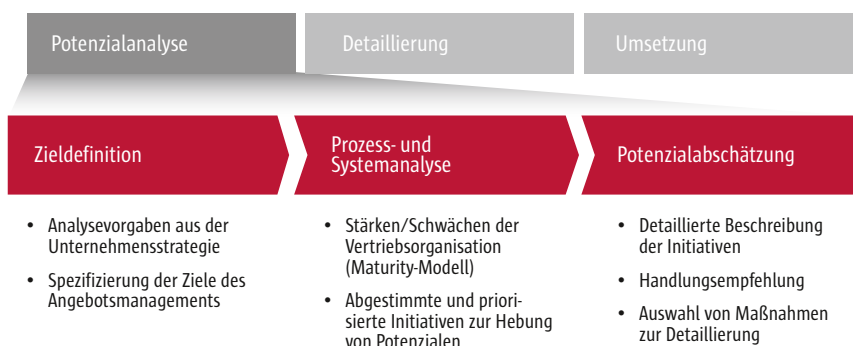 Potenzialanalyse
Detaillierung
Umsetzung
Zieldefinition
Prozess- und
Systemanalyse
Potenzialabschätzung
• Analysevorgaben aus der
Unternehmensstrategie
• Spezifizierung der Ziele des
Angebotsmanagements
• Stärken/Schwächen der
Vertriebsorganisation
(Maturity-Modell)
• Abgestimmte und priori-
sierte Initiativen zur Hebung
von Potenzialen
• Detaillierte Beschreibung
der Initiativen
• Handlungsempfehlung
• Auswahl von Maßnahmen
zur Detaillierung